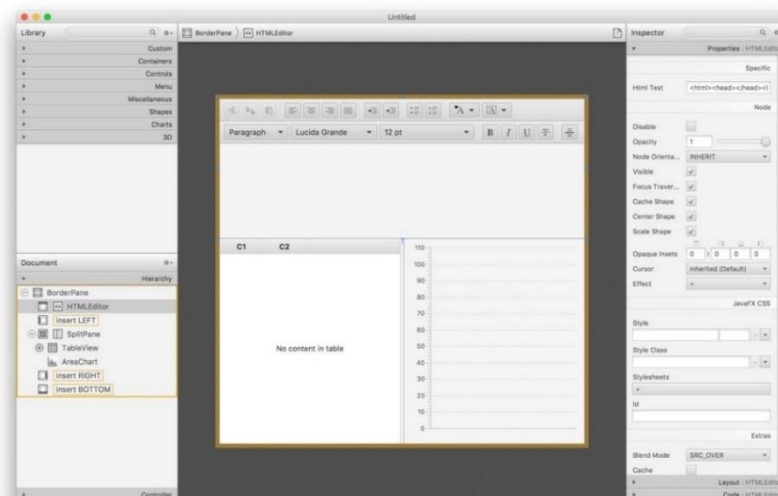 Untitled
Library
Custom
Containers
Controls
Menu
Miscellaneous
Shapes
Charts
3D
Document
Hierarchy
BorderPane
HTMLEditor
insert LEFT
SplitPane
TableView
AreaChart
insert RIGHT
insert BOTTOM
Controller
BorderPane HTMLEditor
Paragraph Lucida Grande 12 pt B I U
C1 C2
No content in table
110
100
90
80
70
60
50
40
30
20
10
0
Inspector
Properties : HTMLEditor
Specific
Html Text <html><head></head><
Node
Disable
Opacity 1
Node Orienta... INHERIT
Visible
Focus Traver...
Cache Shape
Center Shape
Scale Shape
Opaque Insets 0 0 0 0
Cursor Inherited (Default)
Effect +
JavaFX CSS
Style
Style Class
Stylesheets
+
Id
Extras
Blend Mode SRC_OVER
Cache
Layout : HTMLEditor
Code : HTMLEditor